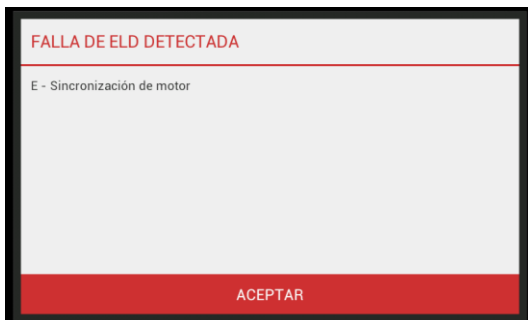 FALLA DE ELD DETECTADA
E - Sincronización de motor
ACEPTAR